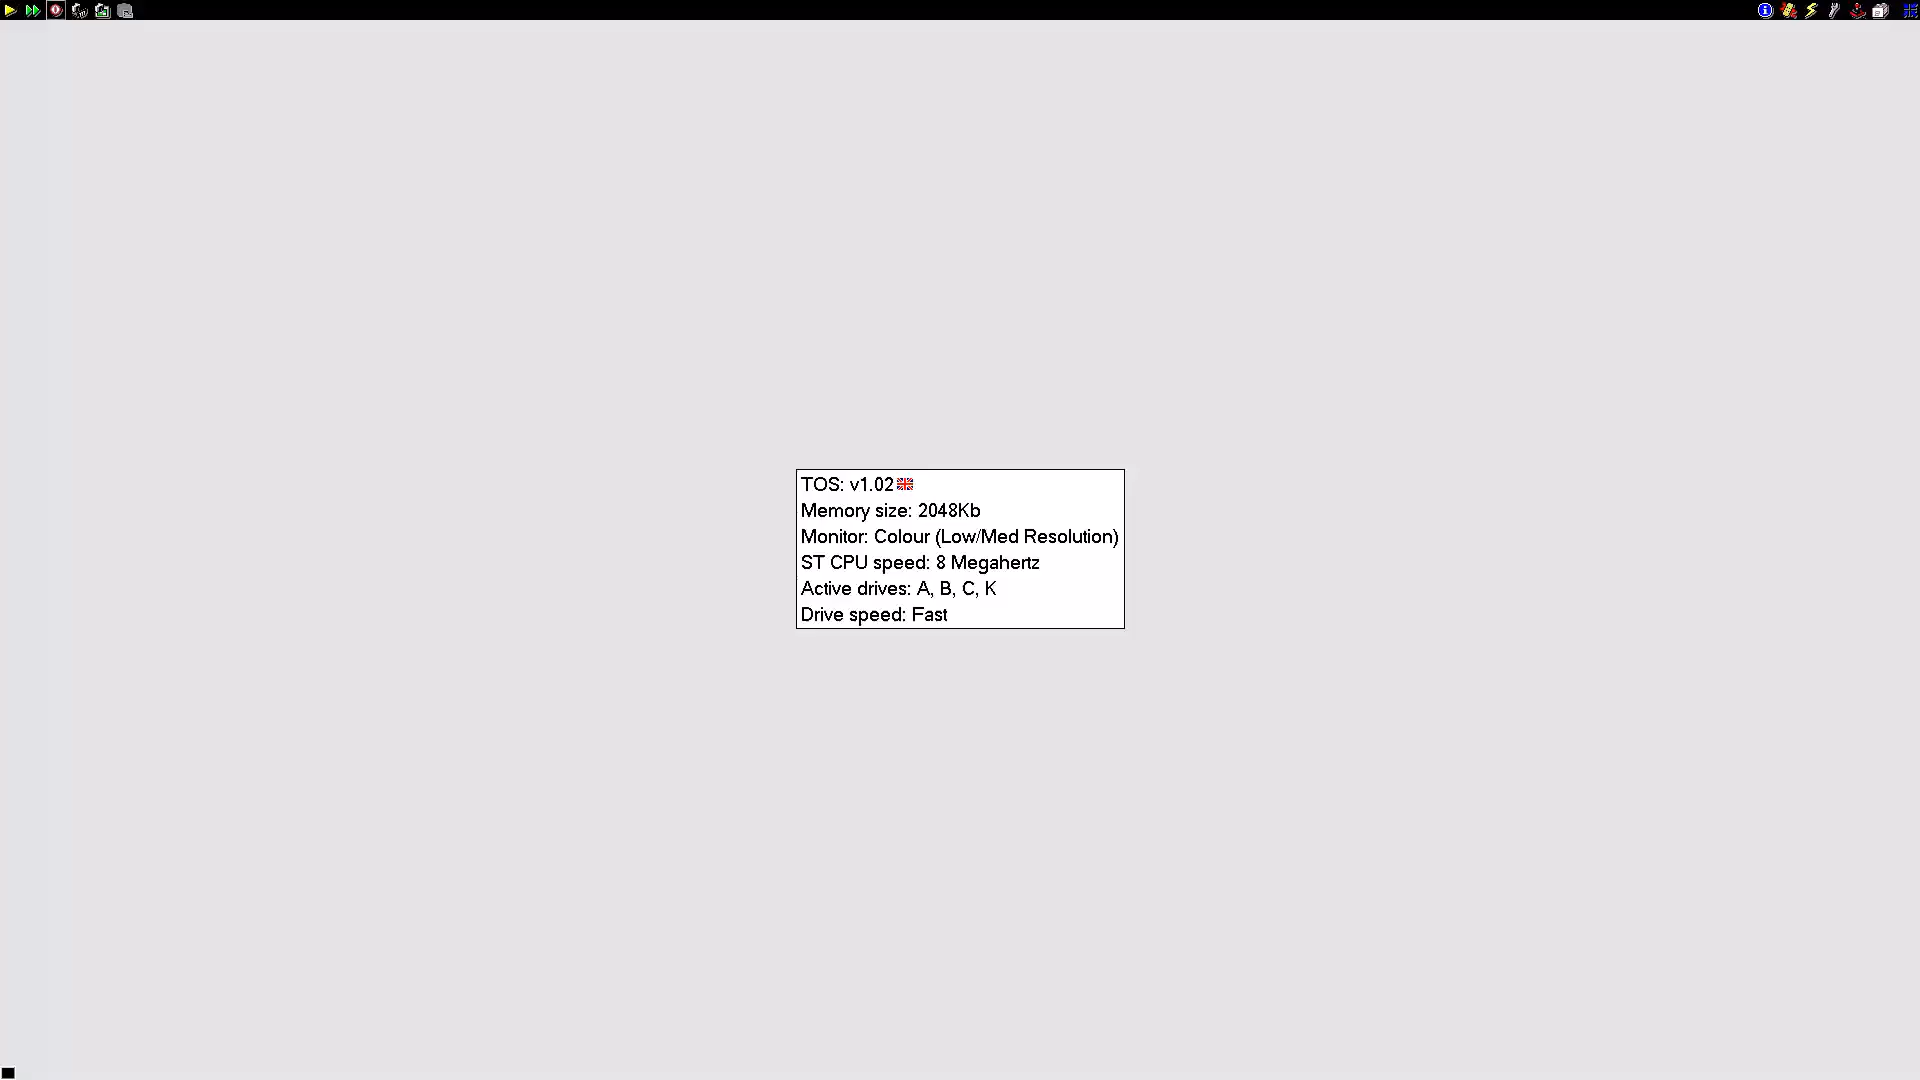 TOS: v1.02
Memory size: 2048Kb
Monitor: Colour (Low/Med Resolution)
ST CPU speed: 8 Megahertz
Active drives: A, B, C, K
Drive speed: Fast